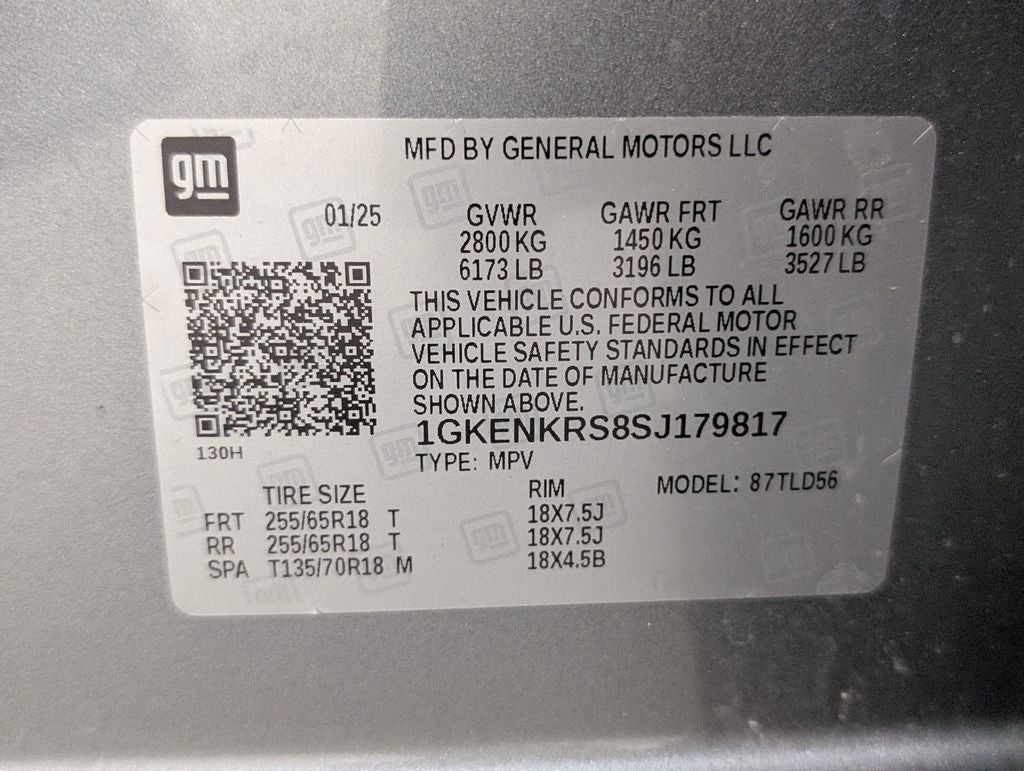 gm
MFD BY GENERAL MOTORS LLC
01/25 GVWR GAWR FRT GAWR RR
2800 KG 1450 KG 1600 KG
6173 LB 3196 LB 3527 LB
THIS VEHICLE CONFORMS TO ALL
APPLICABLE U.S. FEDERAL MOTOR
VEHICLE SAFETY STANDARDS IN EFFECT
ON THE DATE OF MANUFACTURE
SHOWN ABOVE.
1GKENKRS8SJ179817
130H
TYPE: MPV
TIRE SIZE RIM MODEL: 87TLD56
FRT 255/65R18 T 18X7.5J
RR 255/65R18 T 18X7.5J
SPA T135/70R18 M 18X4.5B